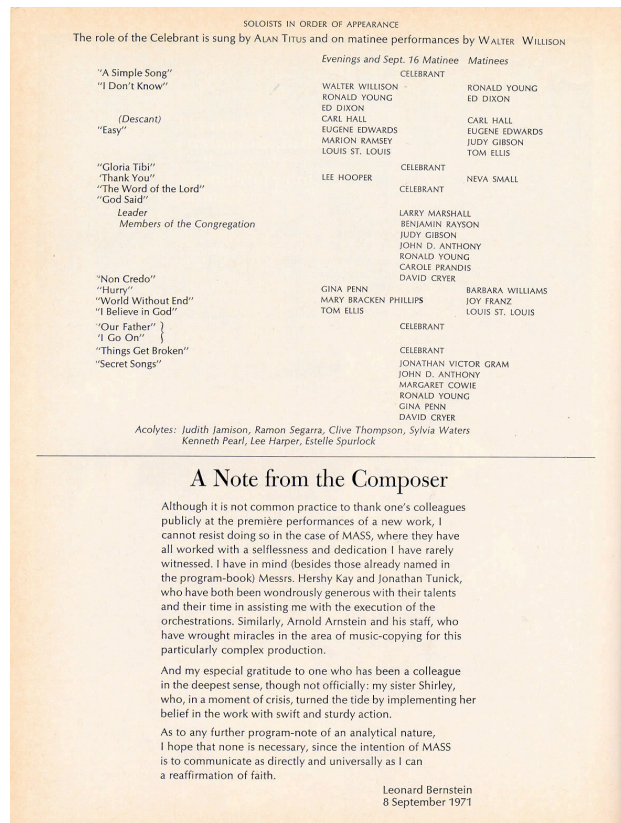 SOLOISTS IN ORDER OF APPEARANCE
The role of the Celebrant is sung by ALAN TITUS and on matinee performances by WALTER WILLISON
Evenings and Sept. 16 Matinee Matinees
"A Simple Song" CELEBRANT
"I Don't Know" WALTER WILLISON RONALD YOUNG
RONALD YOUNG ED DIXON
ED DIXON
(Descant) CARL HALL CARL HALL
"Easy" EUGENE EDWARDS EUGENE EDWARDS
MARION RAMSEY JUDY GIBSON
LOUIS ST. LOUIS TOM ELLIS
"Gloria Tibi" CELEBRANT
'Thank You" LEE HOOPER NEVA SMALL
"The Word of the Lord" CELEBRANT
"God Said"
Leader LARRY MARSHALL
Members of the Congregation BENJAMIN RAYSON
JUDY GIBSON
JOHN D. ANTHONY
RONALD YOUNG
CAROLE PRANDIS
"Non Credo" DAVID CRYER
"Hurry" GINA PENN BARBARA WILLIAMS
"World Without End" MARY BRACKEN PHILLIPS JOY FRANZ
"I Believe in God" TOM ELLIS LOUIS ST. LOUIS
"Our Father" } CELEBRANT
'I Go On" }
"Things Get Broken" CELEBRANT
"Secret Songs" JONATHAN VICTOR GRAM
JOHN D. ANTHONY
MARGARET COWIE
RONALD YOUNG
GINA PENN
DAVID CRYER
Acolytes: Judith Jamison, Ramon Segarra, Clive Thompson, Sylvia Waters
Kenneth Pearl, Lee Harper, Estelle Spurlock
A Note from the Composer
Although it is not common practice to thank one's colleagues
publicly at the première performances of a new work, I
cannot resist doing so in the case of MASS, where they have
all worked with a selflessness and dedication I have rarely
witnessed. I have in mind (besides those already named in
the program-book) Messrs. Hershy Kay and Jonathan Tunick,
who have both been wondrously generous with their talents
and their time in assisting me with the execution of the
orchestrations. Similarly, Arnold Arnstein and his staff, who
have wrought miracles in the area of music-copying for this
particularly complex production.
And my especial gratitude to one who has been a colleague
in the deepest sense, though not officially: my sister Shirley,
who, in a moment of crisis, turned the tide by implementing her
belief in the work with swift and sturdy action.
As to any further program-note of an analytical nature,
I hope that none is necessary, since the intention of MASS
is to communicate as directly and universally as I can
a reaffirmation of faith.
Leonard Bernstein
8 September 1971